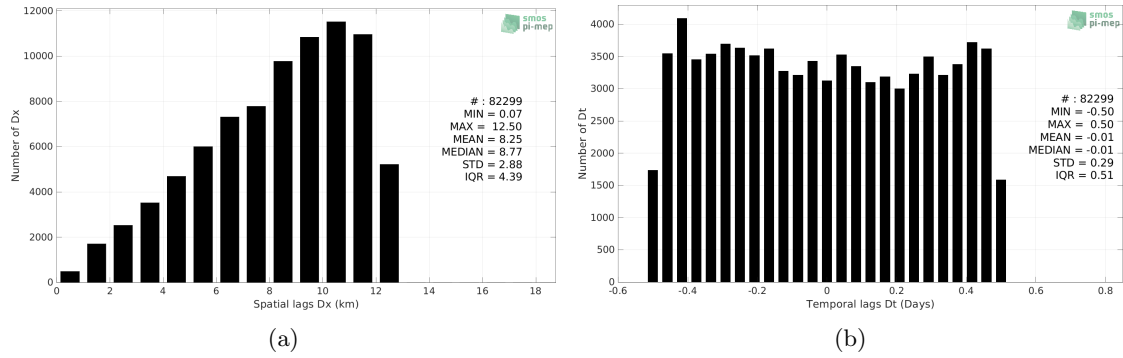 12000
10000
8000
6000
4000
2000
0
Number of Dx
smos
pi-mep
# : 82299
MIN = 0.07
MAX = 12.50
MEAN = 8.25
MEDIAN = 8.77
STD = 2.88
IQR = 4.39
0 2 4 6 8 10 12 14 16 18
Spatial lags Dx (km)
(a)
4000
3500
3000
2500
2000
1500
1000
500
0
Number of Dt
smos
pi-mep
# : 82299
MIN = -0.50
MAX = 0.50
MEAN = -0.01
MEDIAN = -0.01
STD = 0.29
IQR = 0.51
-0.6 -0.4 -0.2 0 0.2 0.4 0.6 0.8
Temporal lags Dt (Days)
(b)